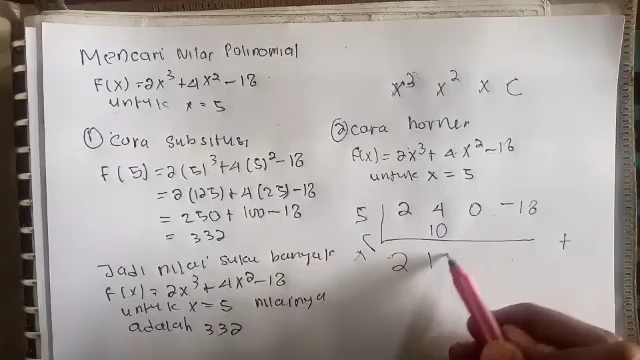 Mencari Nilai Polinomial
F(x) = 2x³ + 4x² - 18
untuk x = 5
① cara substitusi
F(5) = 2(5)³ + 4(5)² - 18
= 2(125) + 4(25) - 18
= 250 + 100 - 18
= 332
Jadi nilai suku banyak
f(x) = 2x³ + 4x² - 18
untuk x = 5 nilainya
adalah 332
x³ x² x C
② cara horner
F(x) = 2x³ + 4x² - 18
untuk x = 5
5 | 2 4 0 -18
10
x +
2 1